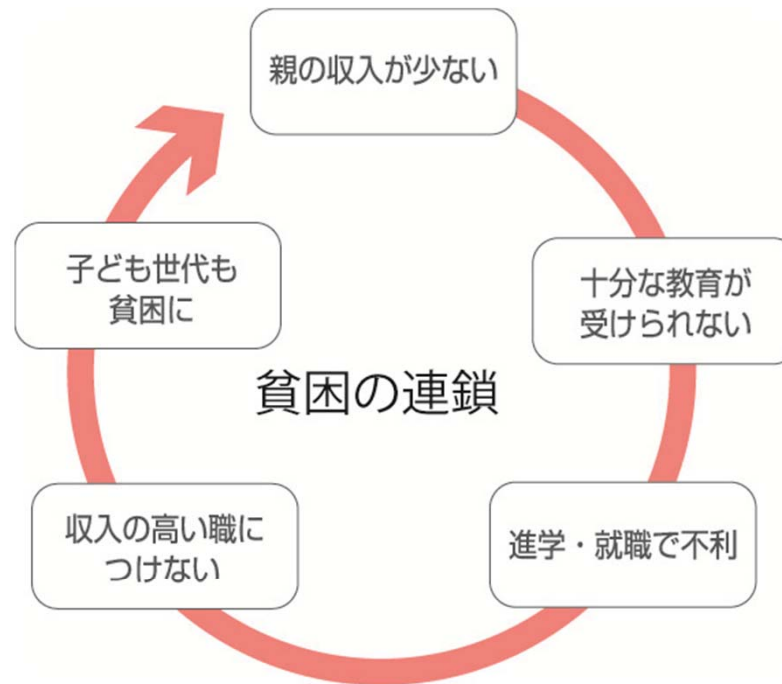 親の収入が少ない
十分な教育が
受けられない
進学・就職で不利
収入の高い職に
つけない
子ども世代も
貧困に
貧困の連鎖